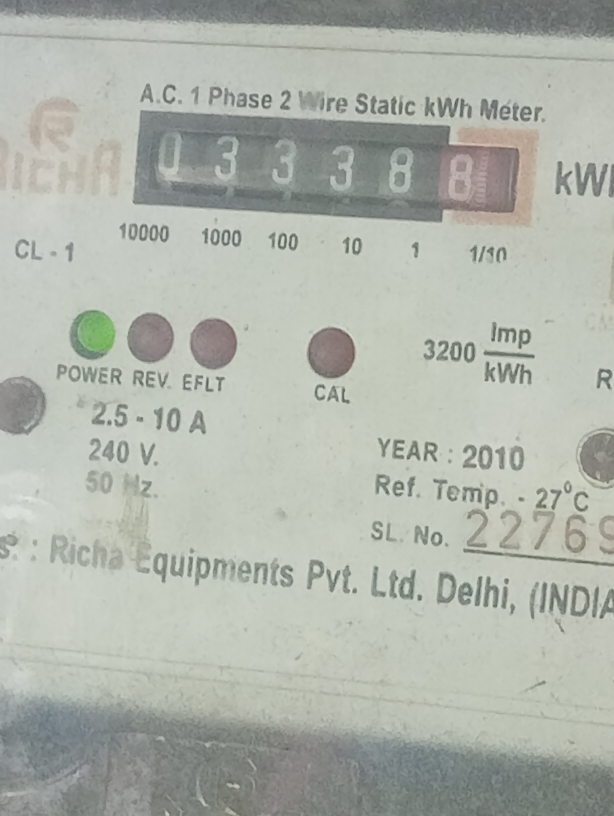 A.C. 1 Phase 2 Wire Static kWh Meter.
RICHA
0 3 3 3 8 8
10000 1000 100 10 1 1/10
CL - 1
3200 Imp
kWh
POWER REV. EFLT
CAL
2.5 - 10 A
240 V.
50 Hz.
YEAR : 2010
Ref. Temp. - 27°C
SL. No. 2276
: Richa Equipments Pvt. Ltd. Delhi, (INDIA